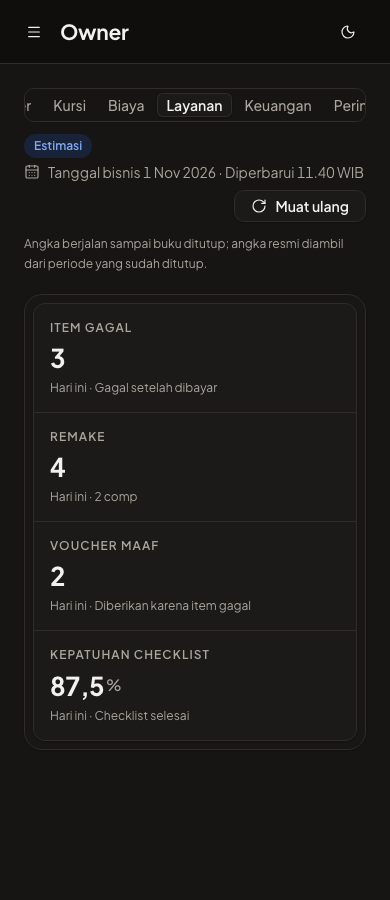 Owner
Kursi Biaya Layanan Keuangan
Estimasi
Tanggal bisnis 1 Nov 2026 · Diperbarui 11.40 WIB
Muat ulang
Angka berjalan sampai buku ditutup; angka resmi diambil
dari periode yang sudah ditutup.
ITEM GAGAL
3
Hari ini · Gagal setelah dibayar
REMAKE
4
Hari ini · 2 comp
VOUCHER MAAF
2
Hari ini · Diberikan karena item gagal
KEPATUHAN CHECKLIST
87,5%
Hari ini · Checklist selesai